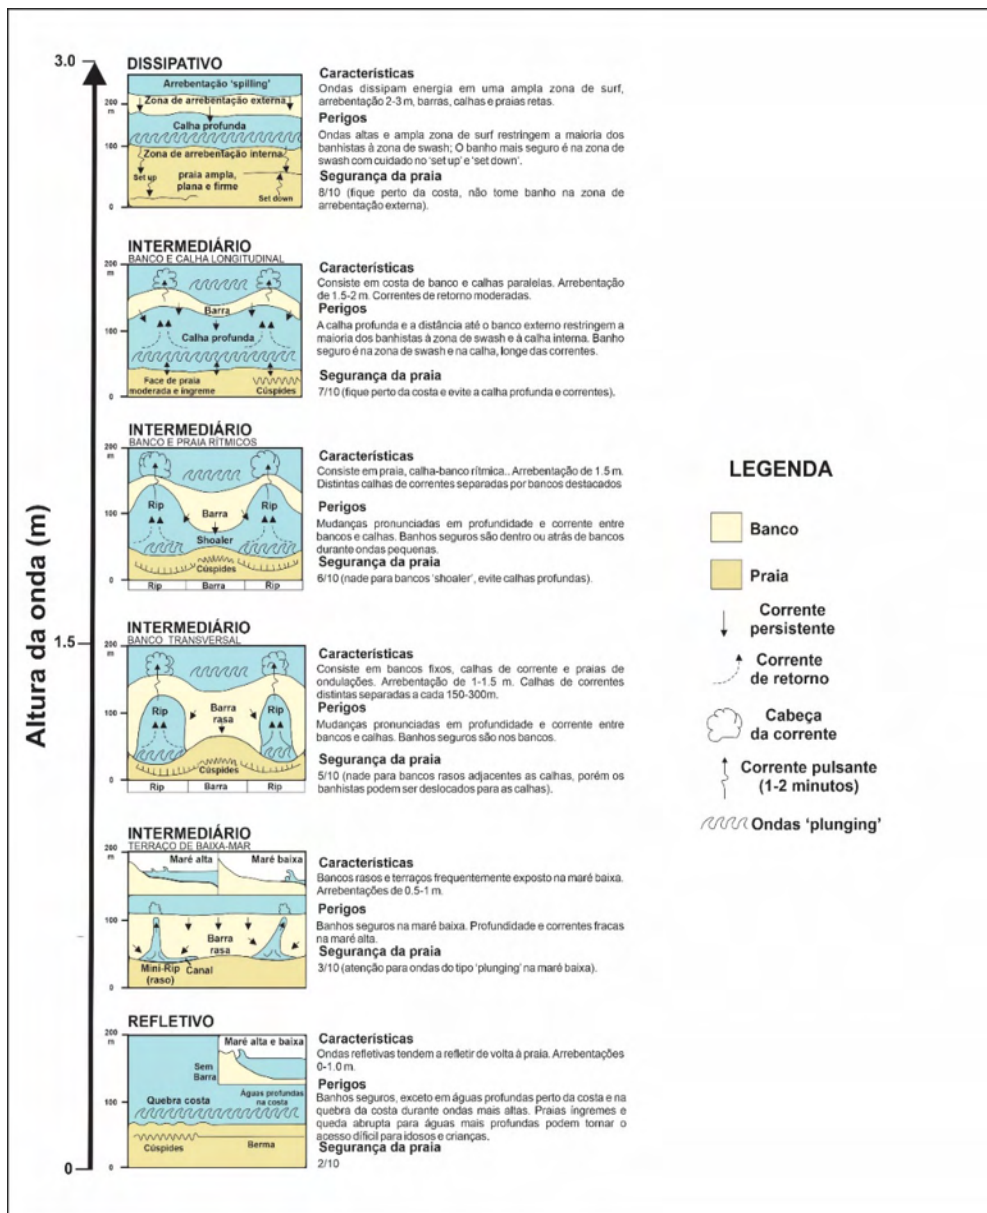 Altura da onda (m)
3.0
1.5
0
DISSIPATIVO
200
m
100
0
Arrebentação 'spilling'
Zona de arrebentação externa
Calha profunda
Zona de arrebentação interna
Set up
praia ampla,
plana e firme
Set down
Características
Ondas dissipam energia em uma ampla zona de surf,
arrebentação 2-3 m, barras, calhas e praias retas.
Perigos
Ondas altas e ampla zona de surf restringem a maioria dos
banhistas à zona de swash; O banho mais seguro é na zona de
swash com cuidado no 'set up' e 'set down'.
Segurança da praia
8/10 (fique perto da costa, não tome banho na zona de
arrebentação externa).
INTERMEDIÁRIO
BANCO E CALHA LONGITUDINAL
200
m
100
0
Barra
Calha profunda
Face de praia
moderada e íngreme
Cúspides
Características
Consiste em costa de banco e calhas paralelas. Arrebentação
de 1.5-2 m. Correntes de retorno moderadas.
Perigos
A calha profunda e a distância até o banco externo restringem a
maioria dos banhistas à zona de swash e à calha interna. Banho
seguro é na zona de swash e na calha, longe das correntes.
Segurança da praia
7/10 (fique perto da costa e evite a calha profunda e correntes).
INTERMEDIÁRIO
BANCO E PRAIA RÍTMICOS
200
m
100
0
Rip
Barra
Rip
Shoaler
Cúspides
Rip
Barra
Rip
Características
Consiste em praia, calha-banco rítmica.. Arrebentação de 1.5 m.
Distintas calhas de correntes separadas por bancos destacados
Perigos
Mudanças pronunciadas em profundidade e corrente entre
bancos e calhas. Banhos seguros são dentro ou atrás de bancos
durante ondas pequenas.
Segurança da praia
6/10 (nade para bancos 'shoaler', evite calhas profundas).
INTERMEDIÁRIO
BANCO TRANSVERSAL
200
m
100
0
Rip
Barra
rasa
Rip
Cúspides
Rip
Barra
Rip
Características
Consiste em bancos fixos, calhas de corrente e praias de
ondulações. Arrebentação de 1-1.5 m. Calhas de correntes
distintas separadas a cada 150-300m.
Perigos
Mudanças pronunciadas em profundidade e corrente entre
bancos e calhas. Banhos seguros são nos bancos.
Segurança da praia
5/10 (nade para bancos rasos adjacentes as calhas, porém os
banhistas podem ser deslocados para as calhas).
INTERMEDIÁRIO
TERRAÇO DE BAIXA-MAR
200
m
100
0
Maré alta
Maré baixa
Barra
rasa
Mini-Rip
(raso)
Canal
Características
Bancos rasos e terraços frequentemente exposto na maré baixa.
Arrebentações de 0.5-1 m.
Perigos
Banhos seguros na maré baixa. Profundidade e correntes fracas
na maré alta.
Segurança da praia
3/10 (atenção para ondas do tipo 'plunging' na maré baixa).
REFLETIVO
200
m
100
0
Maré alta e baixa
Sem
Barra
Quebra costa
Águas profundas
na costa
Cúspides
Berma
Características
Ondas refletivas tendem a refletir de volta à praia. Arrebentações
0-1.0 m.
Perigos
Banhos seguros, exceto em águas profundas perto da costa e na
quebra da costa durante ondas mais altas. Praias íngremes e
queda abrupta para águas mais profundas podem tornar o
acesso difícil para idosos e crianças.
Segurança da praia
2/10
LEGENDA
Banco
Praia
Corrente
persistente
Corrente
de retorno
Cabeça
da corrente
Corrente pulsante
(1-2 minutos)
Ondas 'plunging'